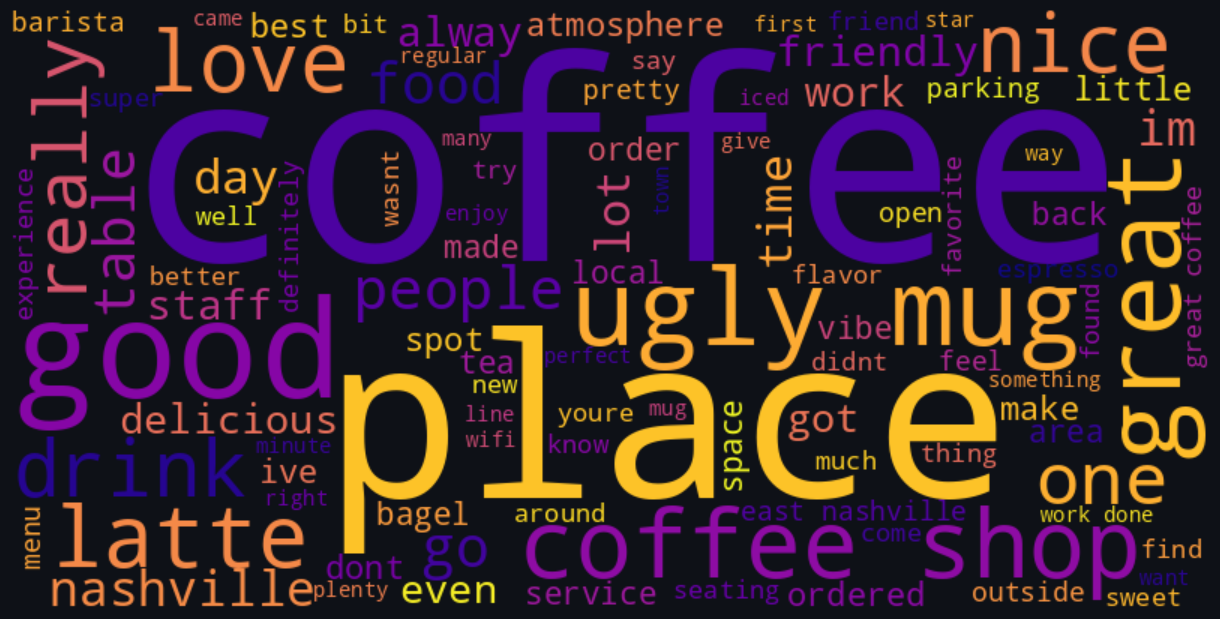 barista
came
best
bit
alway
atmosphere
first
friend
star
love
regular
say
friendly
nice
super
food
pretty
iced
work
parking
little
really
coffee
many
order
give
im
day
wasnt
try
time
way
table
lot
town
favorite
great
experience
well
definitely
enjoy
open
back
great coffee
made
better
people
local
flavor
espresso
staff
ugly
mug
found
good
spot
vibe
tea
perfect
didnt
feel
place
new
something
delicious
line
youre
mug
space
got
make
drink
minute
wifi
know
area
ive
much
thing
right
one
menu
latte
bagel
around
east nashville
work done
go
coffee shop
come
find
dont
nashville
plenty
even
service
seating
ordered
outside
want
sweet